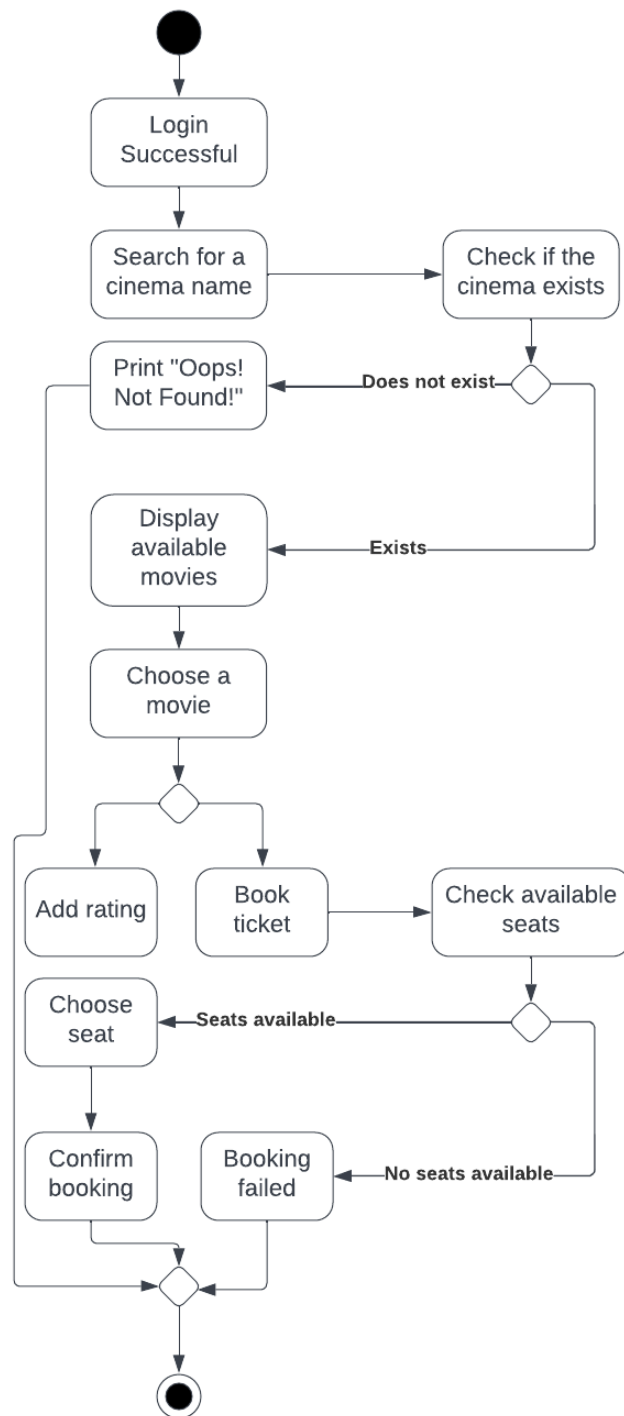 Login
Successful
Search for a
cinema name
Check if the
cinema exists
Print "Oops!
Not Found!"
Does not exist
Display
available
movies
Exists
Choose a
movie
Add rating
Book
ticket
Check available
seats
Choose
seat
Seats available
Confirm
booking
Booking
failed
No seats available